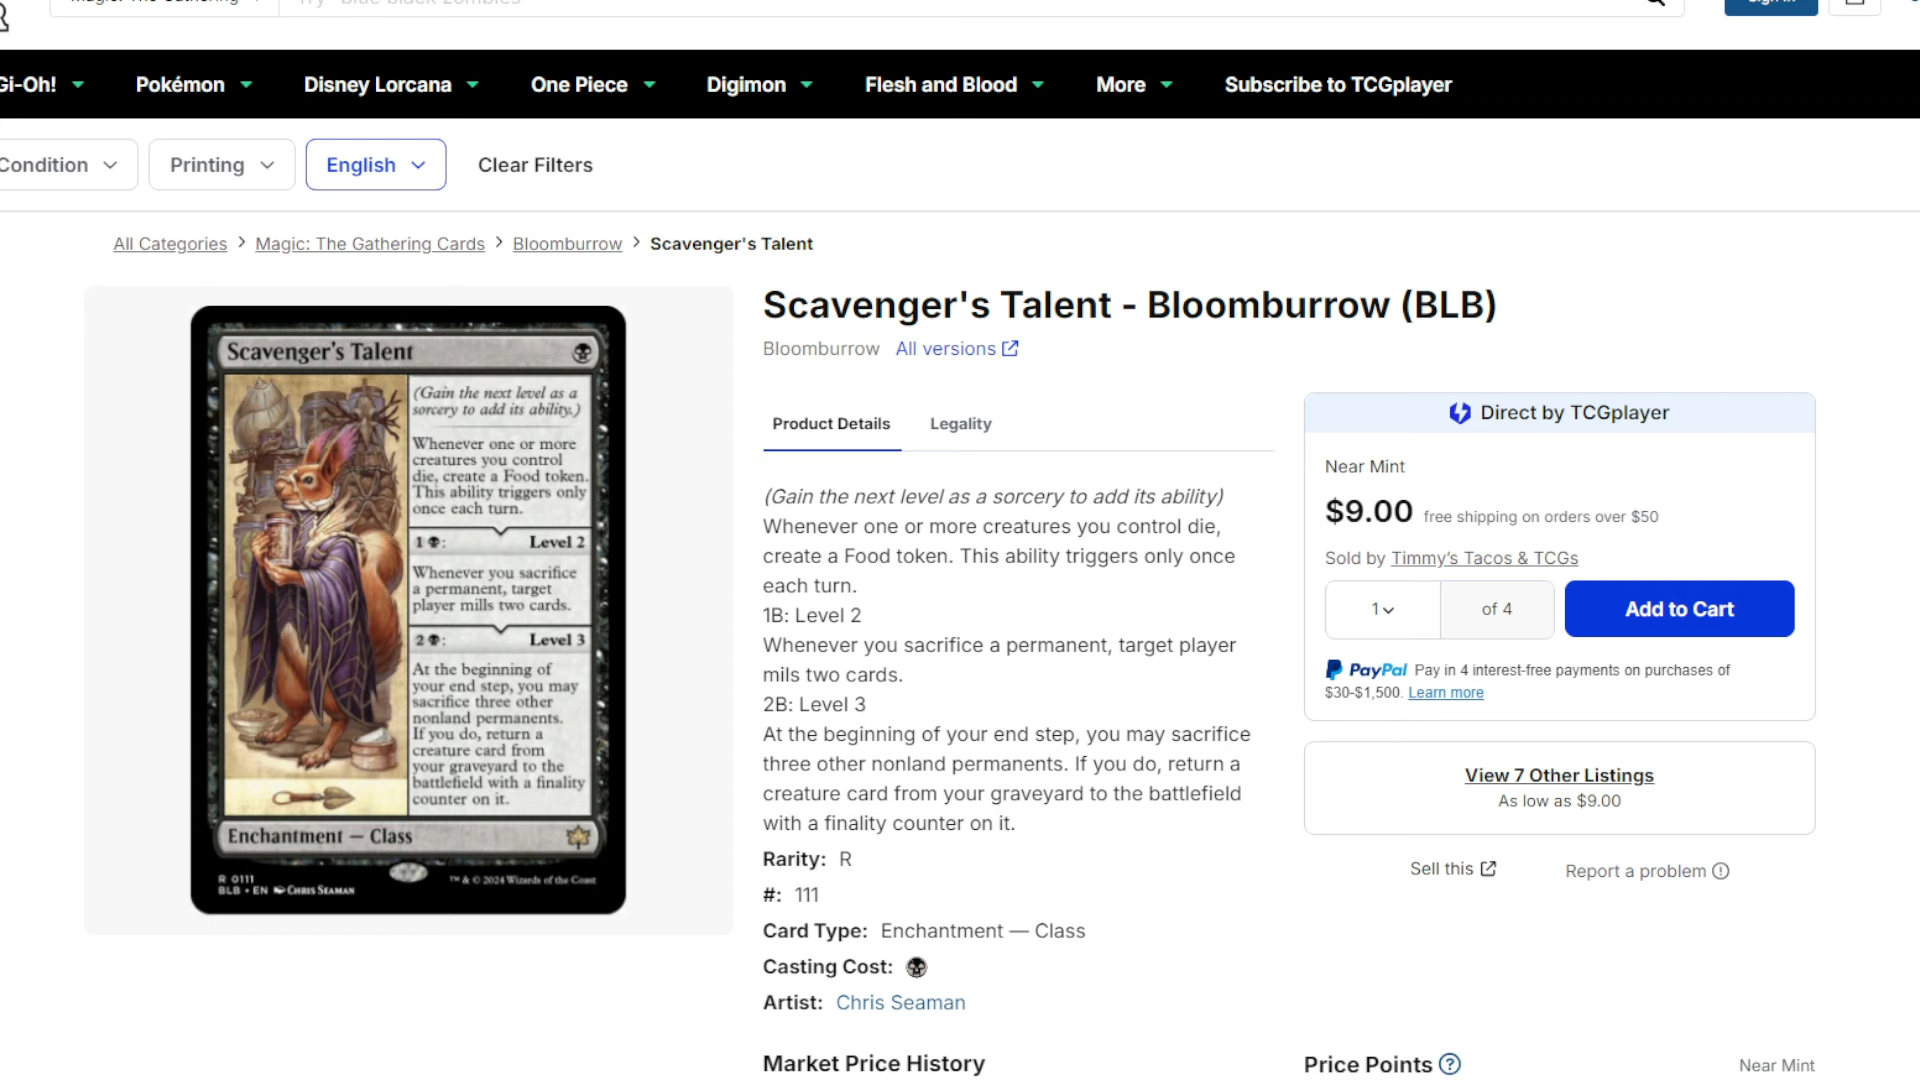 Gi-Oh!
Pokémon
Disney Lorcana
One Piece
Digimon
Flesh and Blood
More
Subscribe to TCGplayer
Condition
Printing
English
Clear Filters
All Categories > Magic: The Gathering Cards > Bloomburrow > Scavenger's Talent
Scavenger's Talent
(Gain the next level as a
sorcery to add its ability.)
Whenever one or more
creatures you control
die, create a Food token.
This ability triggers only
once each turn.
1 : Level 2
Whenever you sacrifice
a permanent, target
player mills two cards.
2 : Level 3
At the beginning of
your end step, you may
sacrifice three other
nonland permanents.
If you do, return a
creature card from
your graveyard to the
battlefield with a finality
counter on it.
Enchantment — Class
R 0111
BLB • EN Chris Seaman
™ & © 2024 Wizards of the Coast
Scavenger's Talent - Bloomburrow (BLB)
Bloomburrow All versions
Product Details
Legality
(Gain the next level as a sorcery to add its ability)
Whenever one or more creatures you control die,
create a Food token. This ability triggers only once
each turn.
1B: Level 2
Whenever you sacrifice a permanent, target player
mils two cards.
2B: Level 3
At the beginning of your end step, you may sacrifice
three other nonland permanents. If you do, return a
creature card from your graveyard to the battlefield
with a finality counter on it.
Rarity: R
#: 111
Card Type: Enchantment — Class
Casting Cost:
Artist: Chris Seaman
Market Price History
Direct by TCGplayer
Near Mint
$9.00 free shipping on orders over $50
Sold by Timmy's Tacos & TCGs
1
of 4
Add to Cart
PayPal Pay in 4 interest-free payments on purchases of
$30-$1,500. Learn more
View 7 Other Listings
As low as $9.00
Sell this
Report a problem
Price Points
Near Mint